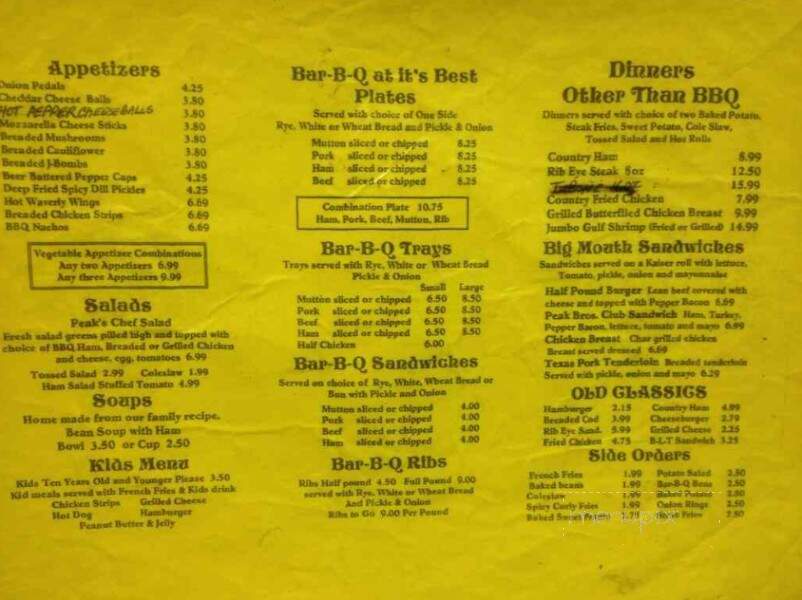 Appetizers
Onion Pedals 4.25
Cheddar Cheese Balls 3.80
HOT PEPPER CHEESE BALLS 3.80
Mozzarella Cheese Sticks 3.80
Breaded Mushrooms 3.80
Breaded Cauliflower 3.80
Breaded J-Bombs 3.80
Beer Battered Pepper Caps 4.25
Deep Fried Spicy Dill Pickles 4.25
Hot Waverly Wings 6.69
Breaded Chicken Strips 6.69
BBQ Nachos 6.69
Vegetable Appetizer Combinations
Any two Appetizers 6.99
Any three Appetizers 9.99
Salads
Peak's Chef Salad
Fresh salad greens pilled high and topped with
choice of BBQ Ham, Breaded or Grilled Chicken
and cheese, egg, tomatoes 6.99
Tossed Salad 2.99 Coleslaw 1.99
Ham Salad Stuffed Tomato 4.99
Soups
Home made from our family recipe.
Bean Soup with Ham
Bowl 3.50 or Cup 2.50
Kids Menu
Kids Ten Years Old and Younger Please 3.50
Kid meals served with French Fries & Kids drink
Chicken Strips Grilled Cheese
Hot Dog Hamburger
Peanut Butter & Jelly
Bar-B-Q at it's Best
Plates
Served with choice of One Side
Rye, White or Wheat Bread and Pickle & Onion
Mutton sliced or chipped 8.25
Pork sliced or chipped 8.25
Ham sliced or chipped 8.25
Beef sliced or chipped 8.25
Combination Plate 10.75
Ham, Pork, Beef, Mutton, Rib
Bar-B-Q Trays
Trays served with Rye, White or Wheat Bread
Pickle & Onion
Small Large
Mutton sliced or chipped 6.50 8.50
Pork sliced or chipped 6.50 8.50
Beef sliced or chipped 6.50 8.50
Ham sliced or chipped 6.50 8.50
Half Chicken 6.00
Bar-B-Q Sandwiches
Served on choice of Rye, White, Wheat Bread or
Bun with Pickle and Onion
Mutton sliced or chipped 4.00
Pork sliced or chipped 4.00
Beef sliced or chipped 4.00
Ham sliced or chipped 4.00
Bar-B-Q Ribs
Ribs Half pound 4.50 Full Pound 9.00
served with Rye, White or Wheat Bread
And Pickle & Onion
Ribs to Go 9.00 Per Pound
Dinners
Other Than BBQ
Dinners served with choice of two Baked Potato,
Steak Fries, Sweet Potato, Cole Slaw,
Tossed Salad and Hot Rolls
Country Ham 8.99
Rib Eye Steak 8oz 12.50
15.99
Country Fried Chicken 7.99
Grilled Butterflied Chicken Breast 9.99
Jumbo Gulf Shrimp (Fried or Grilled) 14.99
Big Mouth Sandwiches
Sandwiches served on a Kaiser roll with lettuce,
Tomato, pickle, onion and mayonnaise
Half Pound Burger Lean beef covered with
cheese and topped with Pepper Bacon 6.69
Peak Bros. Club Sandwich Ham, Turkey,
Pepper Bacon, lettuce, tomato and mayo 6.69
Chicken Breast Char grilled chicken
Breast served dressed 6.69
Texas Pork Tenderloin Breaded tenderloin
Served with pickle, onion and mayo 6.29
OLD CLASSICS
Hamburger 2.15 Country Ham 4.99
Breaded Cod 3.99 Cheeseburger 2.79
Rib Eye Sand. 5.99 Grilled Cheese 2.25
Fried Chicken 4.75 B-L-T Sandwich 3.25
Side Orders
French Fries 1.99 Potato Salad 2.50
Baked beans 1.99 Bar-B-Q Bens 2.50
Coleslaw 1.99 Baked Potato 2.50
Spicy Curly Fries 1.99 Onion Rings 2.50
Baked Sweet Fries 2.50